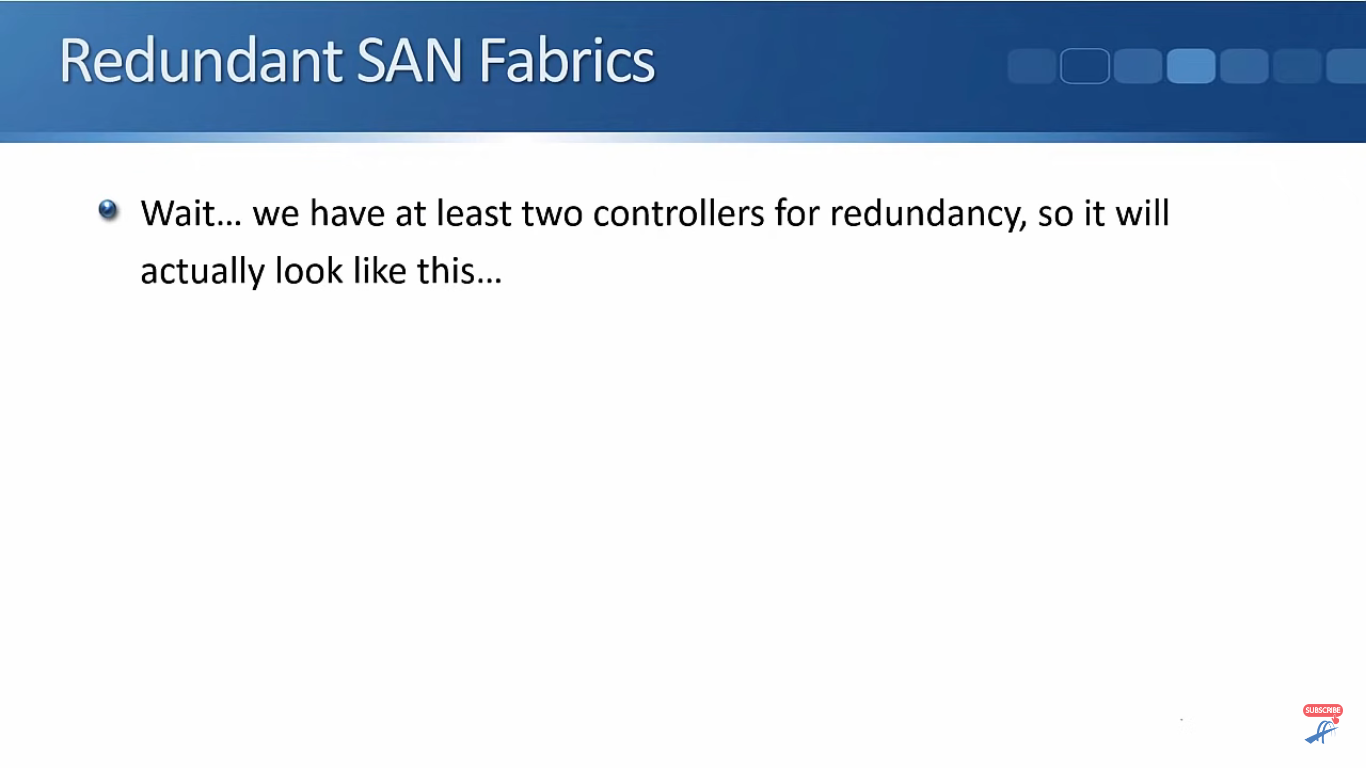 Redundant SAN Fabrics
Wait... we have at least two controllers for redundancy, so it will
actually look like this...
SUBSCRIBE